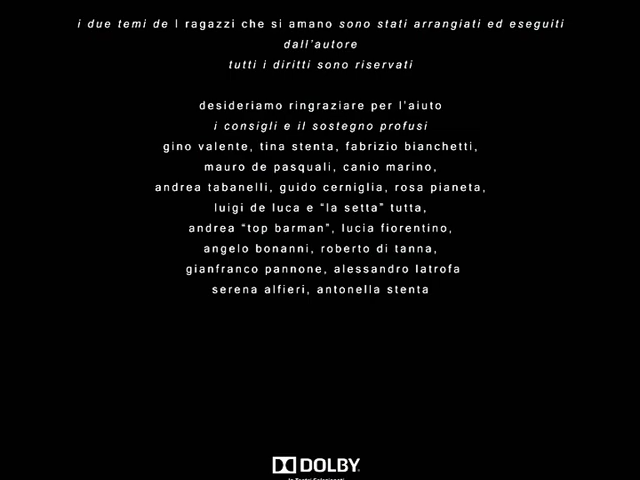 i due temi de I ragazzi che si amano sono stati arrangiati ed eseguiti
dall'autore
tutti i diritti sono riservati
desideriamo ringraziare per l'aiuto
i consigli e il sostegno profusi
gino valente, tina stenta, fabrizio bianchetti,
mauro de pasquali, canio marino,
andrea tabanelli, guido cerniglia, rosa pianeta,
luigi de luca e “la setta” tutta,
andrea “top barman”, lucia fiorentino,
angelo bonanni, roberto di tanna,
gianfranco pannone, alessandro latrofa
serena alfieri, antonella stenta
DOLBY
In Teatri Selezionati